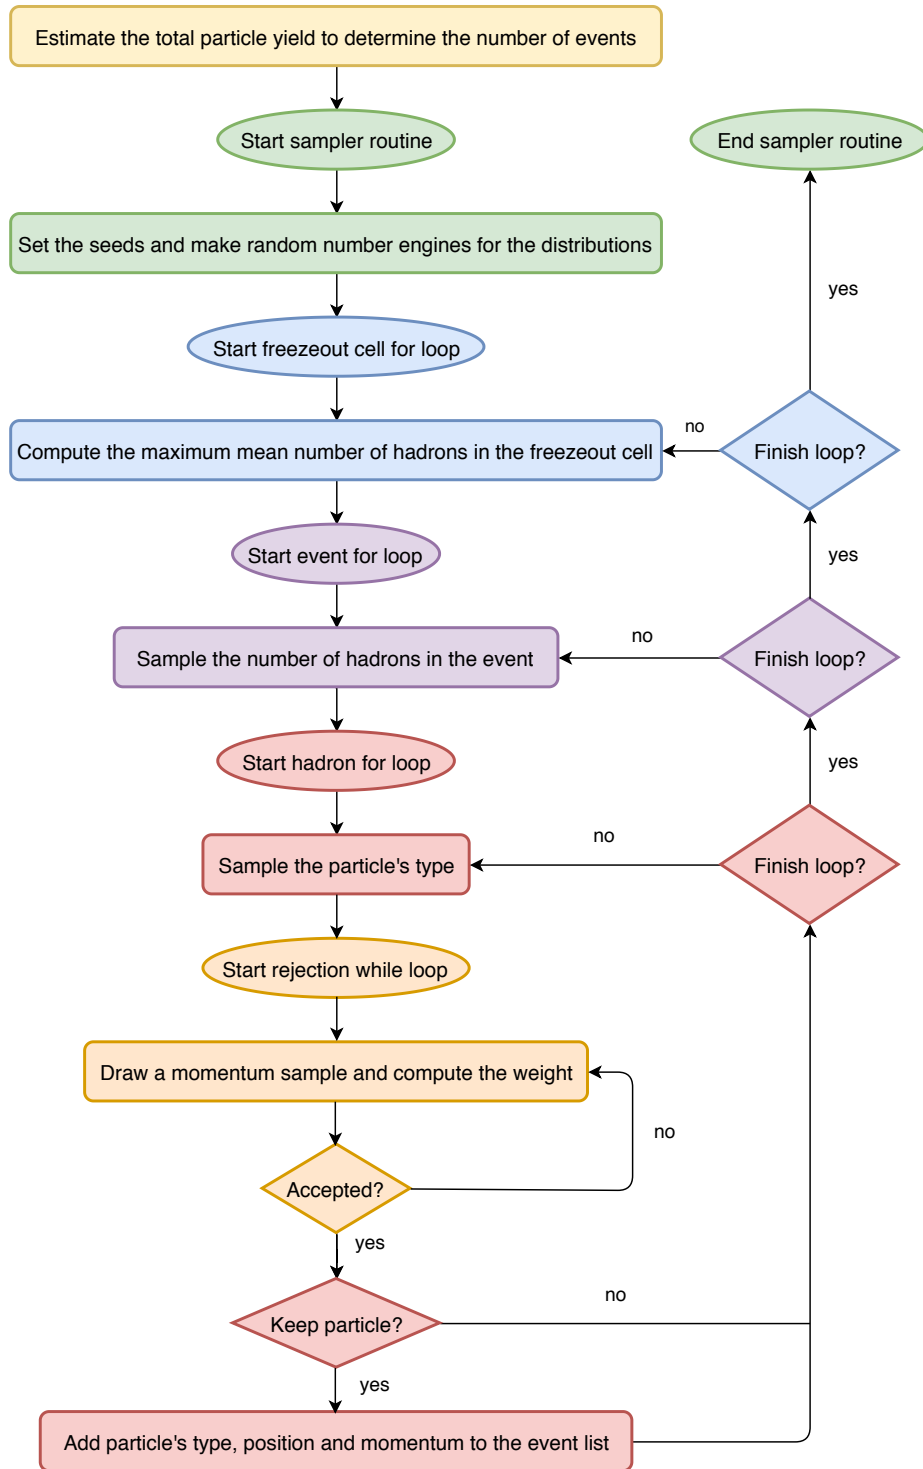 Estimate the total particle yield to determine the number of events
Start sampler routine
End sampler routine
Set the seeds and make random number engines for the distributions
yes
Start freezeout cell for loop
no
Compute the maximum mean number of hadrons in the freezeout cell
Finish loop?
yes
Start event for loop
no
Sample the number of hadrons in the event
Finish loop?
yes
Start hadron for loop
no
Sample the particle's type
Finish loop?
Start rejection while loop
Draw a momentum sample and compute the weight
no
Accepted?
yes
no
Keep particle?
yes
Add particle's type, position and momentum to the event list